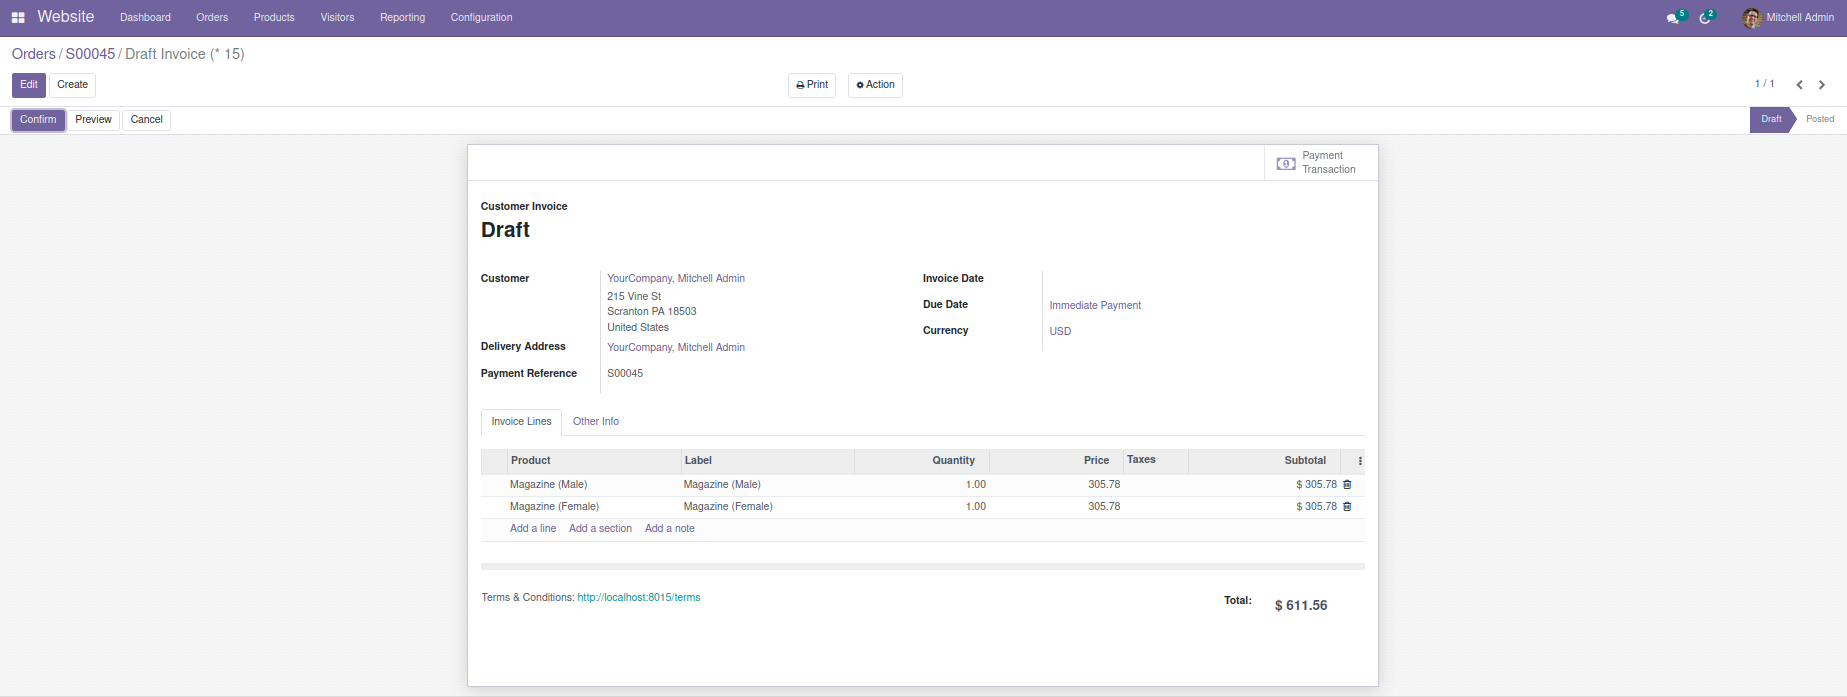 Website Dashboard Orders Products Visitors Reporting Configuration 5 2 Mitchell Admin
Orders / S00045 / Draft Invoice (* 15)
Edit Create Print Action 1 / 1
Confirm Preview Cancel Draft Posted
Payment
Transaction
Customer Invoice
Draft
Customer YourCompany, Mitchell Admin Invoice Date
215 Vine St
Scranton PA 18503 Due Date Immediate Payment
United States Currency USD
Delivery Address YourCompany, Mitchell Admin
Payment Reference S00045
Invoice Lines Other Info
Product Label Quantity Price Taxes Subtotal
Magazine (Male) Magazine (Male) 1.00 305.78 $ 305.78
Magazine (Female) Magazine (Female) 1.00 305.78 $ 305.78
Add a line Add a section Add a note
Terms & Conditions: http://localhost:8015/terms Total: $ 611.56